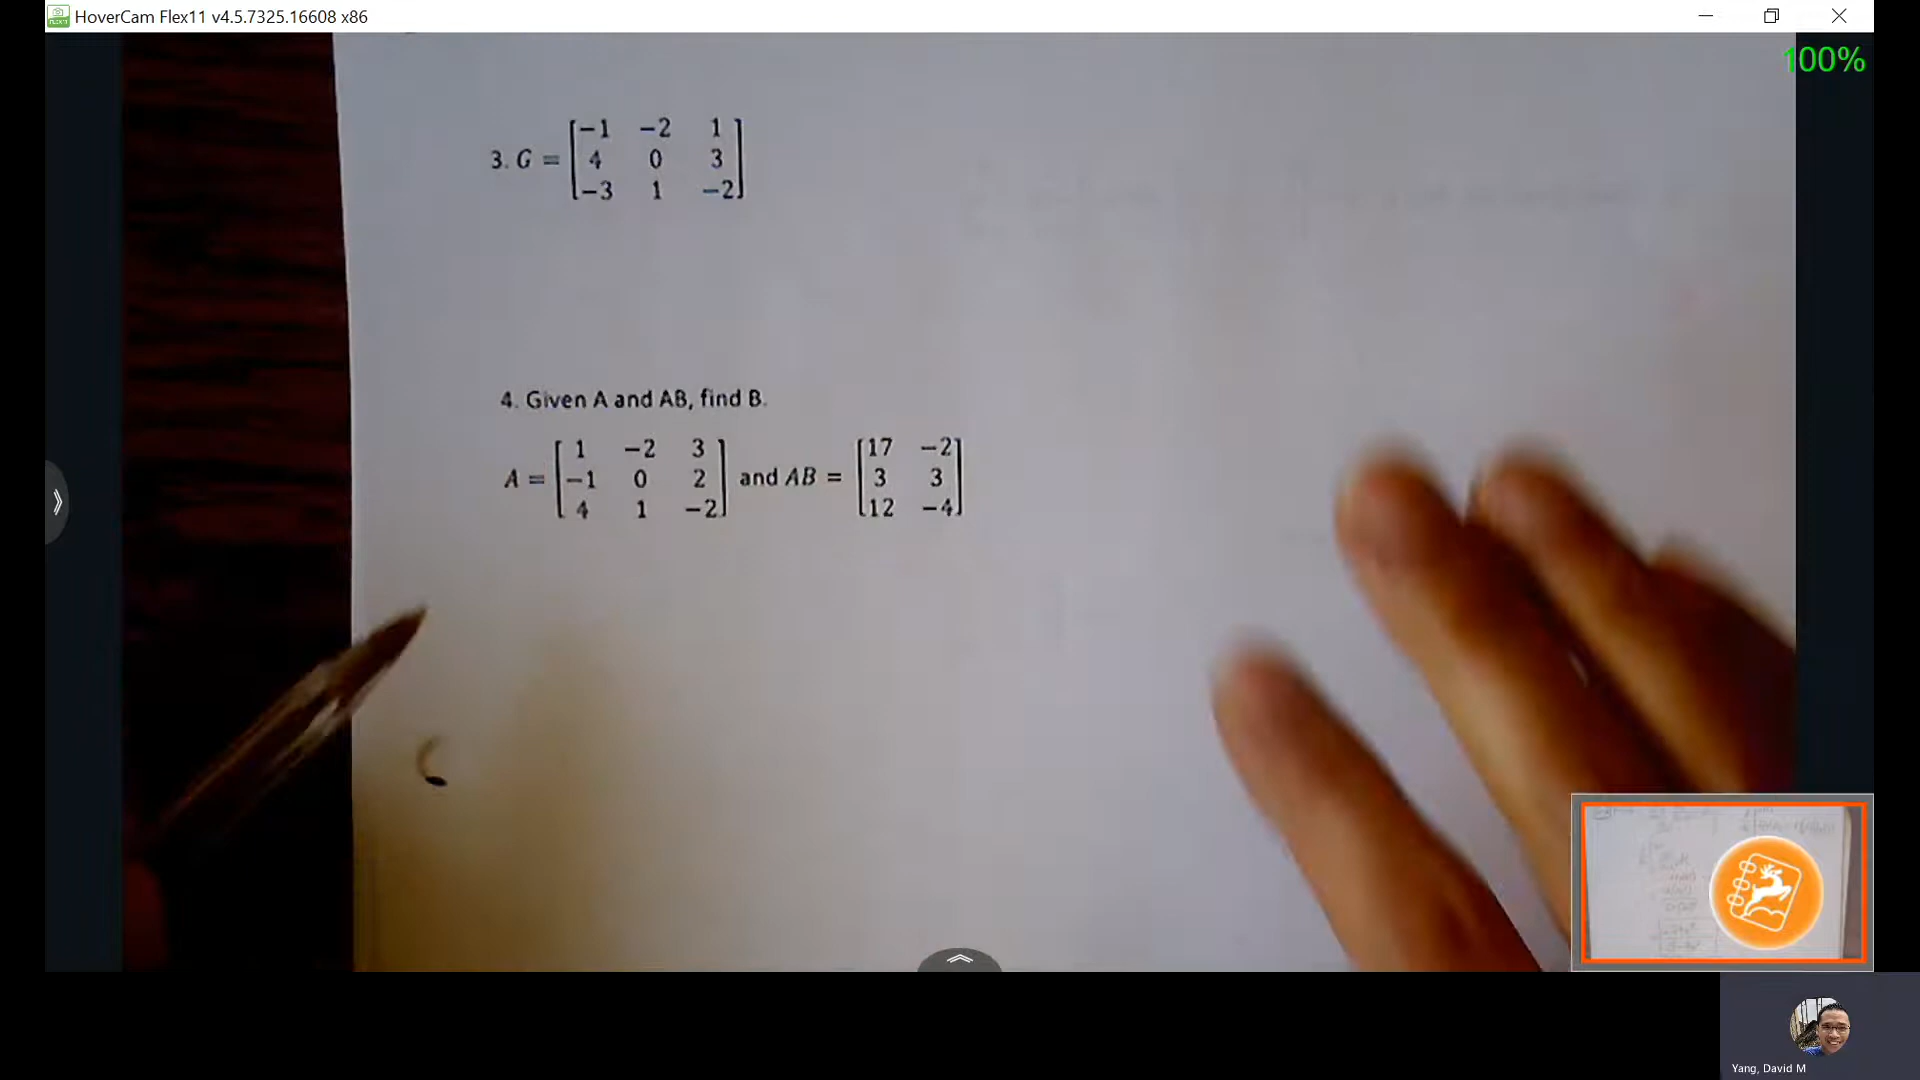 HoverCam Flex11 v4.5.7325.16608 x86
100%
3. G = [−1 −2 1
4 0 3
−3 1 −2]
4. Given A and AB, find B.
A = [1 −2 3
−1 0 2
4 1 −2] and AB = [17 −2
3 3
12 −4]
Yang, David M